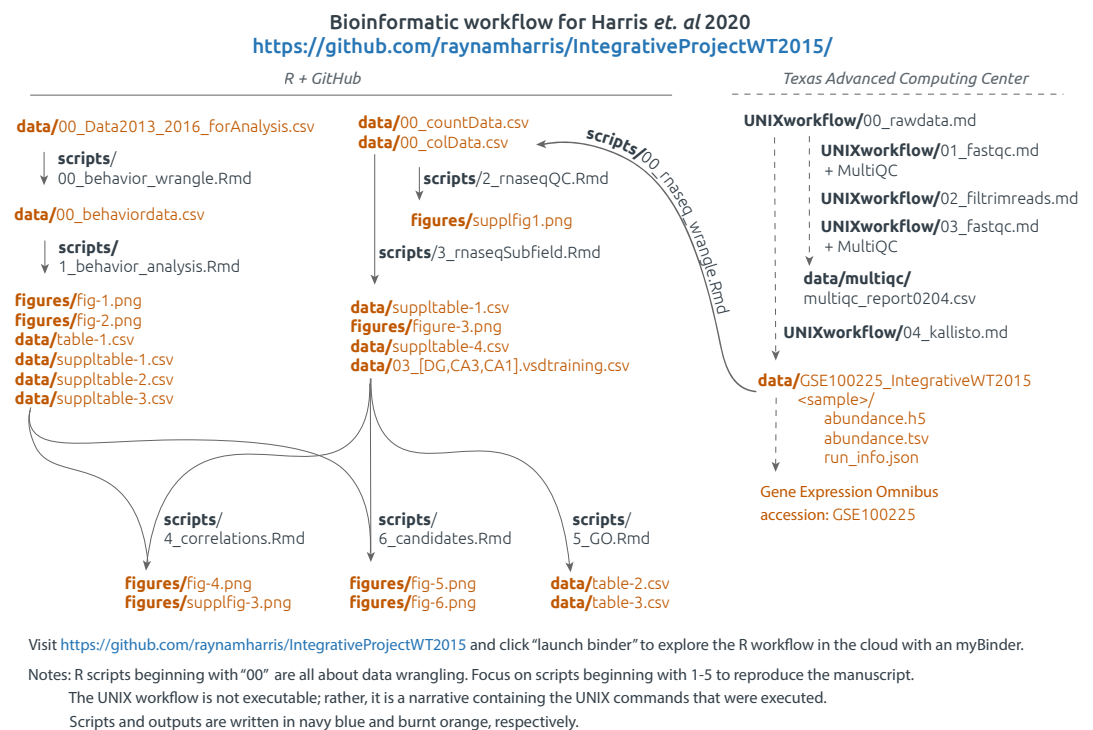 Bioinformatic workflow for Harris et. al 2020
https://github.com/raynamharris/IntegrativeProjectWT2015/
R + GitHub
data/00_Data2013_2016_forAnalysis.csv
scripts/
00_behavior_wrangle.Rmd
data/00_behaviordata.csv
scripts/
1_behavior_analysis.Rmd
figures/fig-1.png
figures/fig-2.png
data/table-1.csv
data/suppltable-1.csv
data/suppltable-2.csv
data/suppltable-3.csv
data/00_countData.csv
data/00_colData.csv
scripts/2_rnaseqQC.Rmd
figures/supplfig1.png
scripts/3_rnaseqSubfield.Rmd
data/suppltable-1.csv
figures/figure-3.png
data/suppltable-4.csv
data/03_[DG,CA3,CA1].vsdtraining.csv
scripts/00_rnaseq_wrangle.Rmd
Texas Advanced Computing Center
UNIXworkflow/00_rawdata.md
UNIXworkflow/01_fastqc.md
+ MultiQC
UNIXworkflow/02_filtrimreads.md
UNIXworkflow/03_fastqc.md
+ MultiQC
data/multiqc/
multiqc_report0204.csv
UNIXworkflow/04_kallisto.md
data/GSE100225_IntegrativeWT2015
<sample>/
abundance.h5
abundance.tsv
run_info.json
Gene Expression Omnibus
accession: GSE100225
scripts/
4_correlations.Rmd
figures/fig-4.png
figures/supplfig-3.png
scripts/
6_candidates.Rmd
figures/fig-5.png
figures/fig-6.png
scripts/
5_GO.Rmd
data/table-2.csv
data/table-3.csv
Visit https://github.com/raynamharris/IntegrativeProjectWT2015 and click “launch binder” to explore the R workflow in the cloud with an myBinder.
Notes: R scripts beginning with “00” are all about data wrangling. Focus on scripts beginning with 1-5 to reproduce the manuscript.
The UNIX workflow is not executable; rather, it is a narrative containing the UNIX commands that were executed.
Scripts and outputs are written in navy blue and burnt orange, respectively.